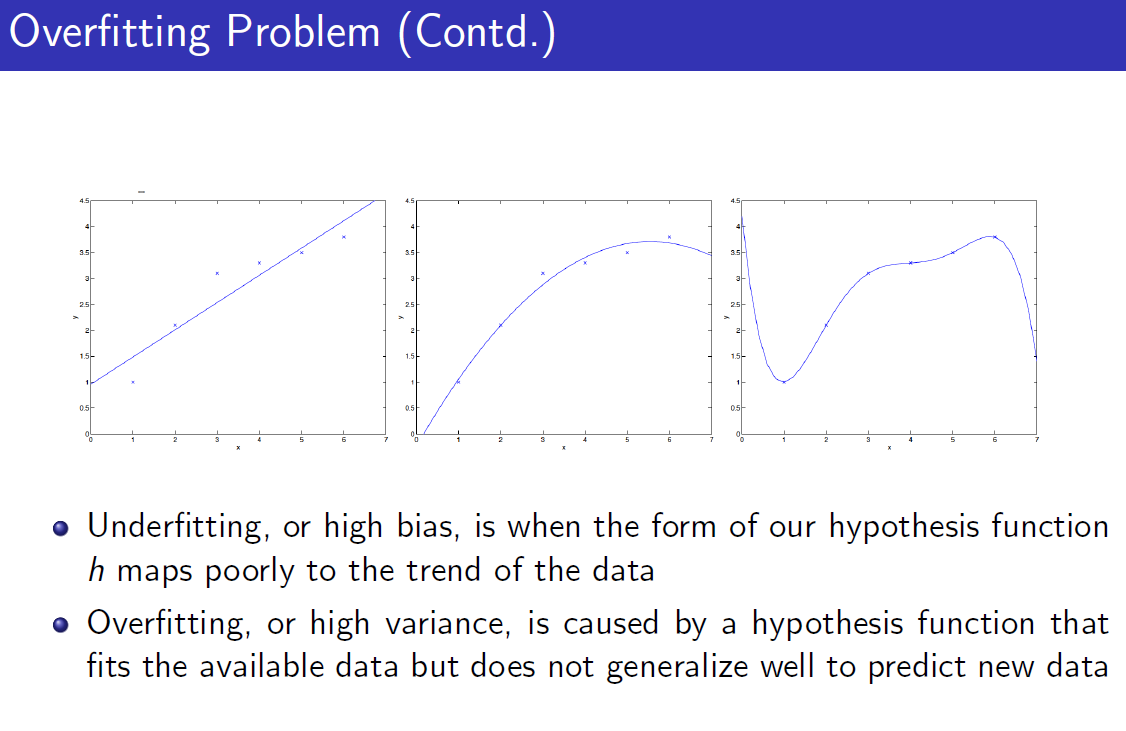 Overfitting Problem (Contd.)
4.5
4
3.5
3
2.5
2
1.5
1
0.5
0
y
0 1 2 3 4 5 6 7
x
4.5
4
3.5
3
2.5
2
1.5
1
0.5
0
y
0 1 2 3 4 5 6 7
x
4.5
4
3.5
3
2.5
2
1.5
1
0.5
0
y
0 1 2 3 4 5 6 7
x
Underfitting, or high bias, is when the form of our hypothesis function
h maps poorly to the trend of the data
Overfitting, or high variance, is caused by a hypothesis function that
fits the available data but does not generalize well to predict new data